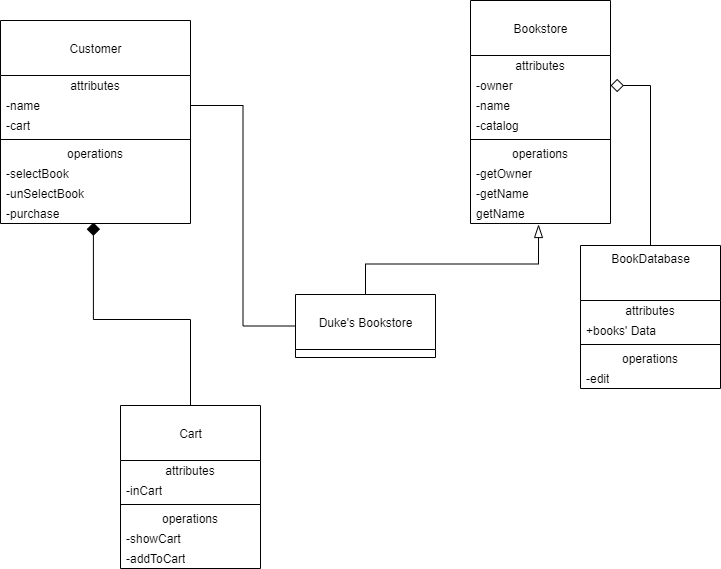 Customer
attributes
-name
-cart
operations
-selectBook
-unSelectBook
-purchase
Bookstore
attributes
-owner
-name
-catalog
operations
-getOwner
-getName
getName
BookDatabase
attributes
+books' Data
operations
-edit
Duke's Bookstore
Cart
attributes
-inCart
operations
-showCart
-addToCart